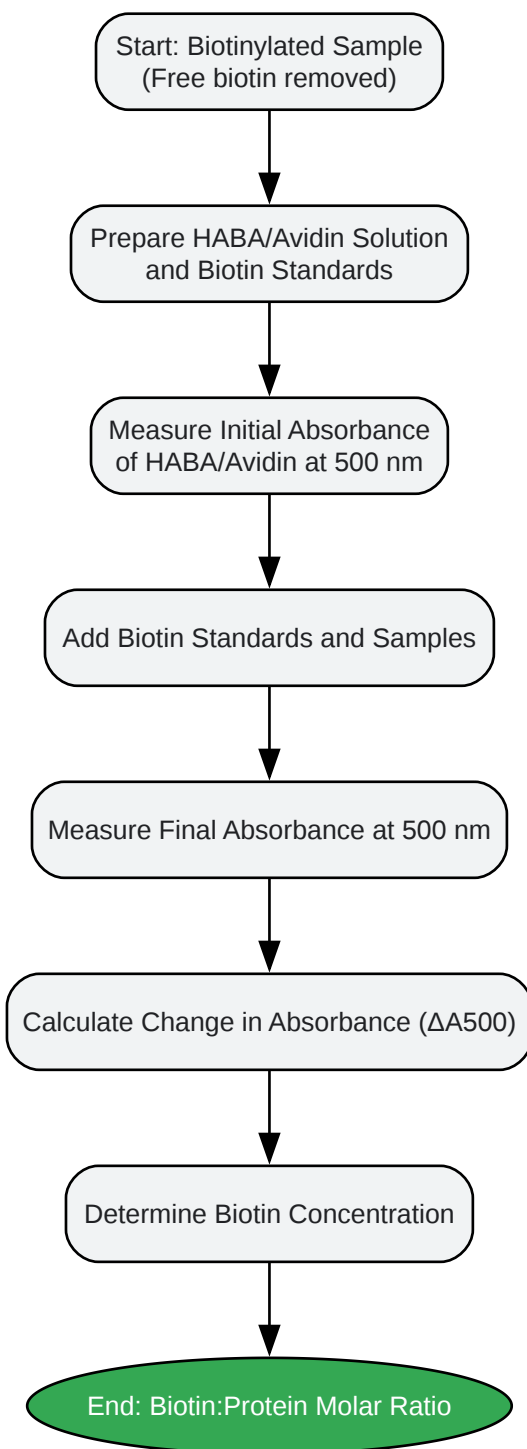 Start: Biotinylated Sample
(Free biotin removed)
Prepare HABA/Avidin Solution
and Biotin Standards
Measure Initial Absorbance
of HABA/Avidin at 500 nm
Add Biotin Standards and Samples
Measure Final Absorbance at 500 nm
Calculate Change in Absorbance (ΔA500)
Determine Biotin Concentration
End: Biotin:Protein Molar Ratio